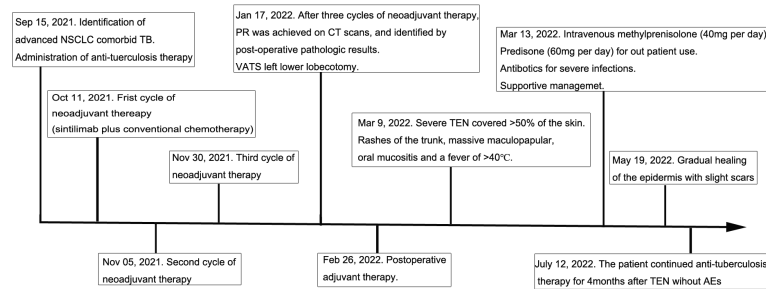 Sep 15, 2021. Identification of
advanced NSCLC comorbid TB.
Administration of anti-tuerculosis therapy
Oct 11, 2021. Frist cycle of
neoadjuvant thereapy
(sintilimab plus conventional chemotherapy)
Nov 05, 2021. Second cycle of
neoadjuvant therapy
Nov 30, 2021. Third cycle of
neoadjuvant therapy
Jan 17, 2022. After three cycles of neoadjuvant therapy,
PR was achieved on CT scans, and identified by
post-operative pathologic results.
VATS left lower lobecotomy.
Feb 26, 2022. Postoperative
adjuvant therapy.
Mar 9, 2022. Severe TEN covered >50% of the skin.
Rashes of the trunk, massive maculopapular,
oral mucositis and a fever of >40℃.
Mar 13, 2022. Intravenous methylprenisolone (40mg per day)
Predisone (60mg per day) for out patient use.
Antibotics for severe infections.
Supportive managemet.
May 19, 2022. Gradual healing
of the epidermis with slight scars
July 12, 2022. The patient continued anti-tuberculosis
therapy for 4months after TEN wihout AEs